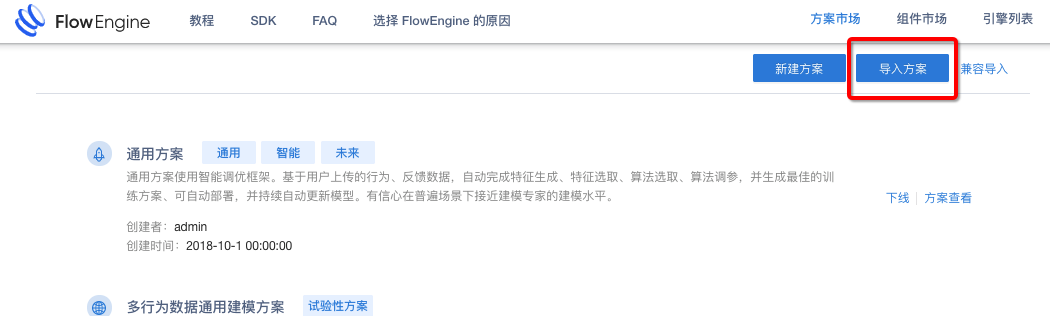 FlowEngine 教程 SDK FAQ 选择 FlowEngine 的原因 方案市场 组件市场 引擎列表
新建方案 导入方案 兼容导入
通用方案 通用 智能 未来
通用方案使用智能调优框架。基于用户上传的行为、反馈数据，自动完成特征生成、特征选取、算法选取、算法调参，并生成最佳的训
练方案、可自动部署，并持续自动更新模型。有信心在普遍场景下接近建模专家的建模水平。
下线 方案查看
创建者：admin
创建时间：2018-10-1 00:00:00
多行为数据通用建模方案 试验性方案